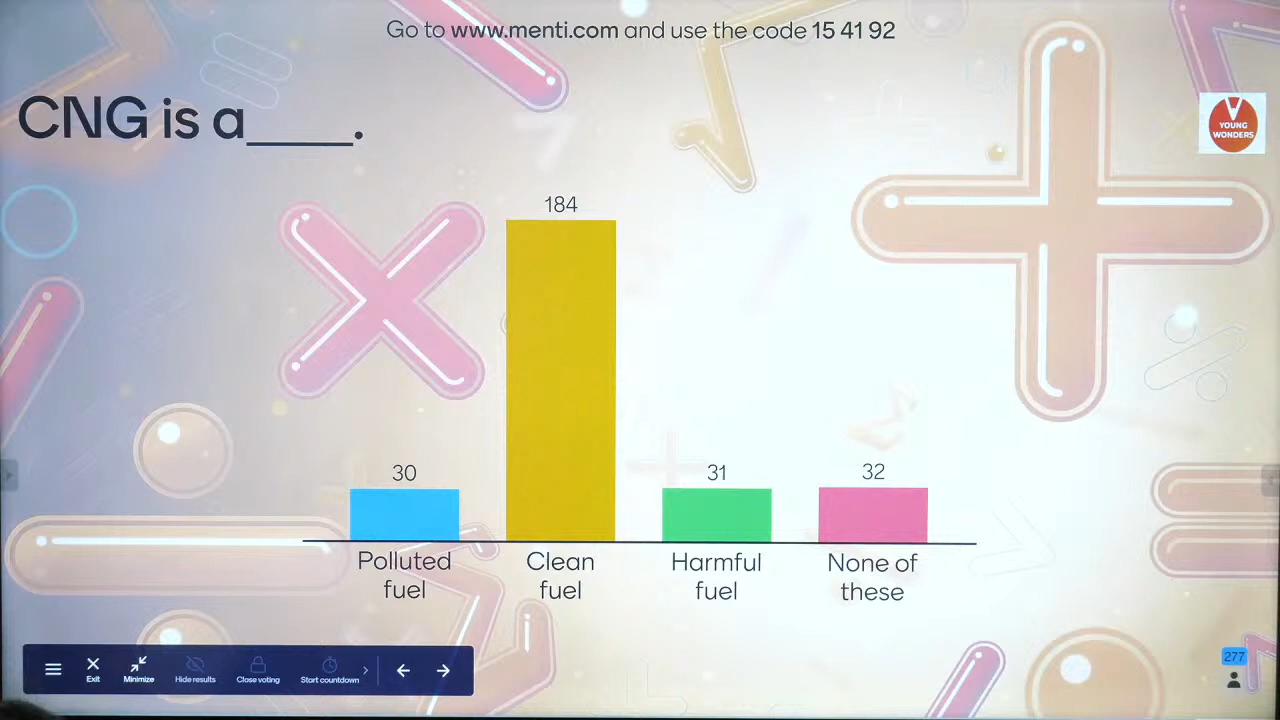 Go to www.menti.com and use the code 15 41 92
CNG is a____.
YOUNG
WONDERS
184
30
31
32
Polluted
fuel
Clean
fuel
Harmful
fuel
None of
these
Exit
Minimize
Hide results
Close voting
Start countdown
277